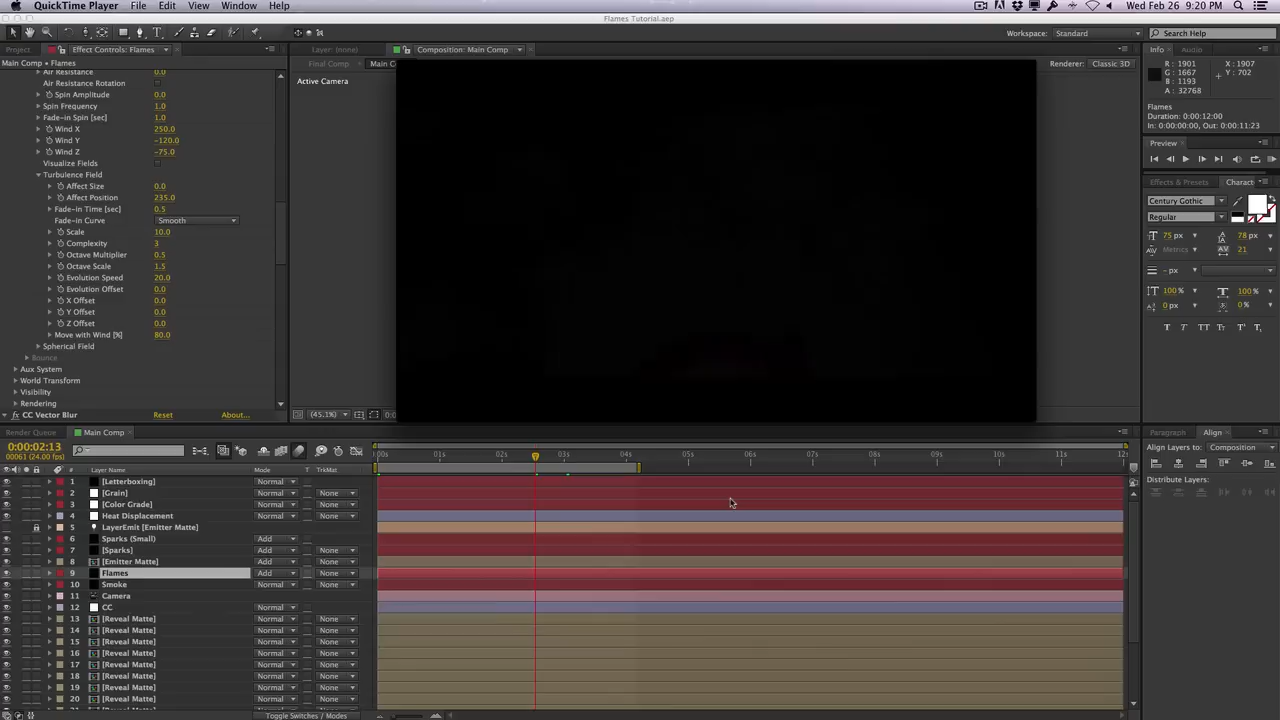 QuickTime Player File Edit View Window Help
Wed Feb 26 9:20 PM
Flames Tutorial.aep
Workspace: Standard
Search Help
Project Effect Controls: Flames
Layer: (none) Composition: Main Comp
Info Audio
Main Comp • Flames
Final Comp Main C
Renderer: Classic 3D
Active Camera
R: 1901
G: 1667
B: 1193
A: 32768
X: 1907
Y: 702
Flames
Duration: 0:00:12:00
In: 0:00:00:00, Out: 0:00:11:23
Preview
Effects & Presets Charact
Century Gothic
Regular
75 px 78 px
Metrics 21
- px
100 % 100 %
0 px 0 %
T T TT Tr T' T,
Air Resistance 0.0
Air Resistance Rotation
Spin Amplitude 0.0
Spin Frequency 1.0
Fade-in Spin [sec] 1.0
Wind X 250.0
Wind Y -120.0
Wind Z -75.0
Visualize Fields
Turbulence Field
Affect Size 0.0
Affect Position 235.0
Fade-in Time [sec] 0.5
Fade-in Curve Smooth
Scale 10.0
Complexity 3
Octave Multiplier 0.5
Octave Scale 1.5
Evolution Speed 20.0
Evolution Offset 0.0
X Offset 0.0
Y Offset 0.0
Z Offset 0.0
Move with Wind [%] 80.0
Spherical Field
Bounce
Aux System
World Transform
Visibility
Rendering
fx CC Vector Blur Reset About...
(45.1%) 0:0
Render Queue Main Comp
Paragraph Align
0:00:02:13
00061 (24.00 fps)
:00s 01s 02s 03s 04s 05s 06s 07s 08s 09s 10s 11s 12s
Align Layers to: Composition
Distribute Layers:
# Layer Name Mode T TrkMat
1 [Letterboxing] Normal
2 [Grain] Normal None
3 [Color Grade] Normal None
4 Heat Displacement Normal None
5 LayerEmit [Emitter Matte]
6 Sparks (Small) Add
7 [Sparks] Add None
8 [Emitter Matte] Add None
9 Flames Add None
10 Smoke Normal None
11 Camera
12 CC Normal None
13 [Reveal Matte] Normal None
14 [Reveal Matte] Normal None
15 [Reveal Matte] Normal None
16 [Reveal Matte] Normal None
17 [Reveal Matte] Normal None
18 [Reveal Matte] Normal None
19 [Reveal Matte] Normal None
20 [Reveal Matte] Normal None
Toggle Switches / Modes